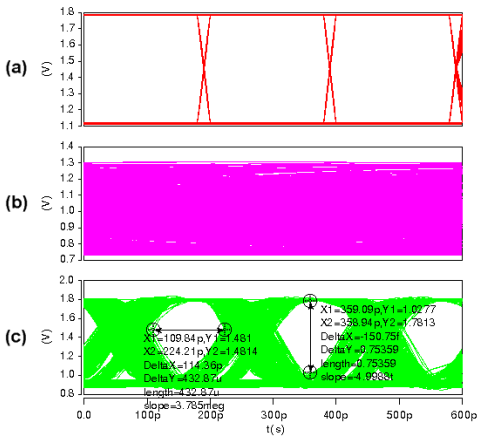 (a)
(V)
1.8
1.7
1.6
1.5
1.4
1.3
1.2
1.1
(b)
(V)
1.4
1.3
1.2
1.1
1.0
0.9
0.8
0.7
(c)
(V)
2.0
1.8
1.6
1.4
1.2
1.0
0.8
X1=109.84p,Y1=1.481
X2=224.21p,Y2=1.4814
DeltaX=114.36p
DeltaY=432.87u
length=432.87u
slope=3.785meg
X1=359.09p,Y1=1.0277
X2=358.94p,Y2=1.7813
DeltaX=-150.75f
DeltaY=0.75359
length=0.75359
slope=-4.9988t
0.0
100p
200p
300p
400p
500p
600p
t(s)